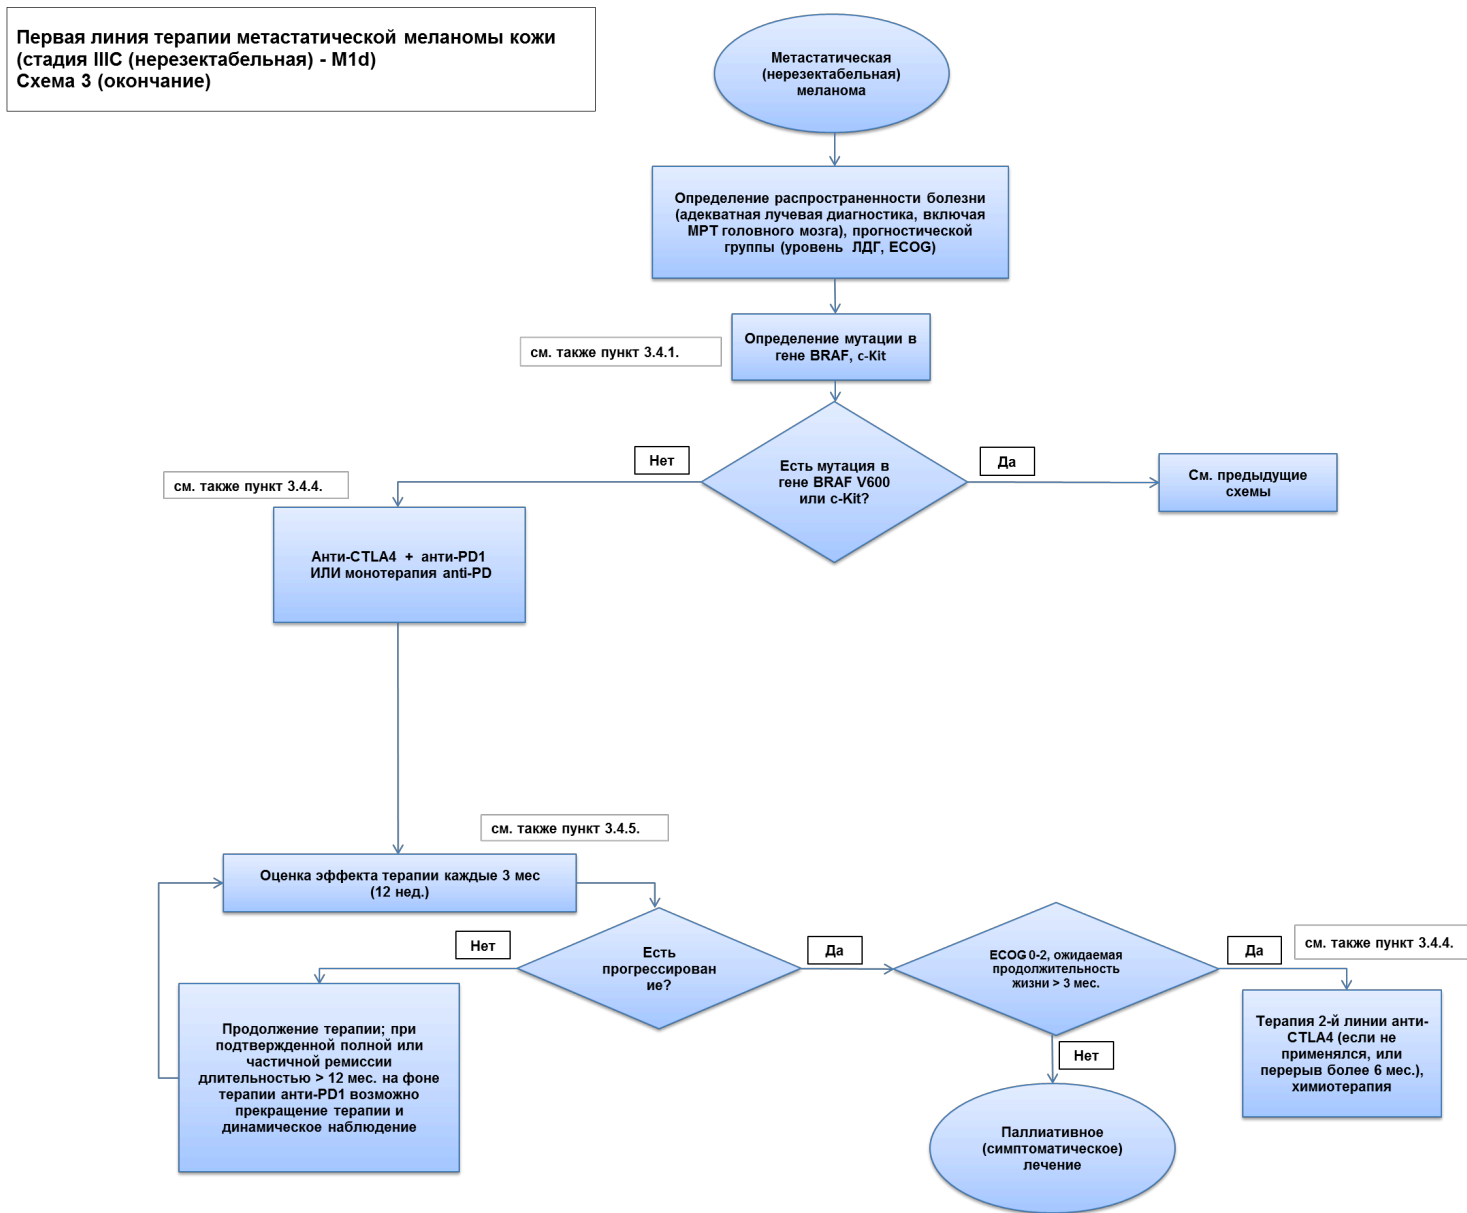 Первая линия терапии метастатической меланомы кожи
(стадия IIIC (нерезектабельная) - M1d)
Схема 3 (окончание)
Метастатическая
(нерезектабельная)
меланома
Определение распространенности болезни
(адекватная лучевая диагностика, включая
МРТ головного мозга), прогностической
группы (уровень ЛДГ, ECOG)
см. также пункт 3.4.1.
Определение мутации в
гене BRAF, c-Kit
Нет
Есть мутация в
гене BRAF V600
или c-Kit?
Да
См. предыдущие
схемы
см. также пункт 3.4.4.
Анти-CTLA4 + анти-PD1
ИЛИ монотерапия anti-PD
см. также пункт 3.4.5.
Оценка эффекта терапии каждые 3 мес
(12 нед.)
Нет
Есть
прогрессирован
ие?
Да
ECOG 0-2, ожидаемая
продолжительность
жизни > 3 мес.
Да
см. также пункт 3.4.4.
Продолжение терапии; при
подтвержденной полной или
частичной ремиссии
длительностью > 12 мес. на фоне
терапии анти-PD1 возможно
прекращение терапии и
динамическое наблюдение
Терапия 2-й линии анти-
CTLA4 (если не
применялся, или
перерыв более 6 мес.),
химиотерапия
Нет
Паллиативное
(симптоматическое)
лечение